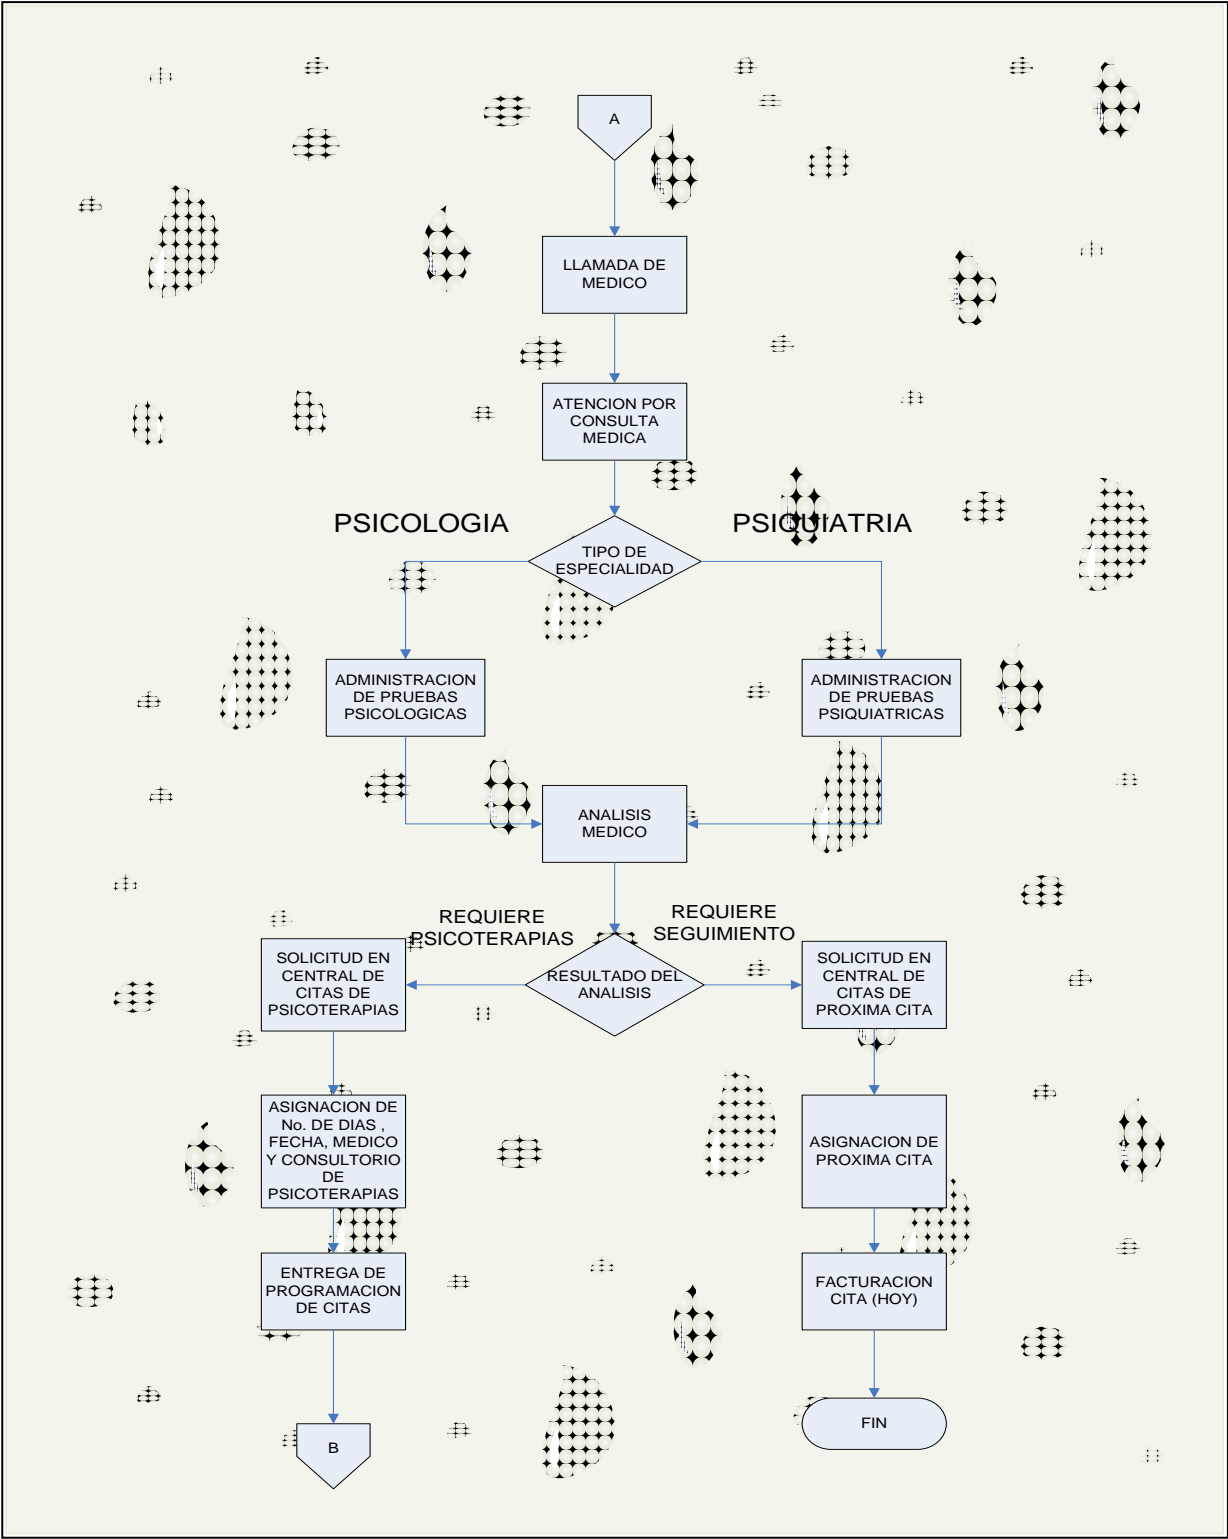 A
LLAMADA DE
MEDICO
ATENCION POR
CONSULTA
MEDICA
PSICOLOGIA
PSIQUIATRIA
TIPO DE
ESPECIALIDAD
ADMINISTRACION
DE PRUEBAS
PSICOLOGICAS
ADMINISTRACION
DE PRUEBAS
PSIQUIATRICAS
ANALISIS
MEDICO
REQUIERE
PSICOTERAPIAS
REQUIERE
SEGUIMIENTO
RESULTADO DEL
ANALISIS
SOLICITUD EN
CENTRAL DE
CITAS DE
PSICOTERAPIAS
SOLICITUD EN
CENTRAL DE
CITAS DE
PROXIMA CITA
ASIGNACION DE
No. DE DIAS ,
FECHA, MEDICO
Y CONSULTORIO
DE
PSICOTERAPIAS
ASIGNACION DE
PROXIMA CITA
ENTREGA DE
PROGRAMACION
DE CITAS
FACTURACION
CITA (HOY)
B
FIN